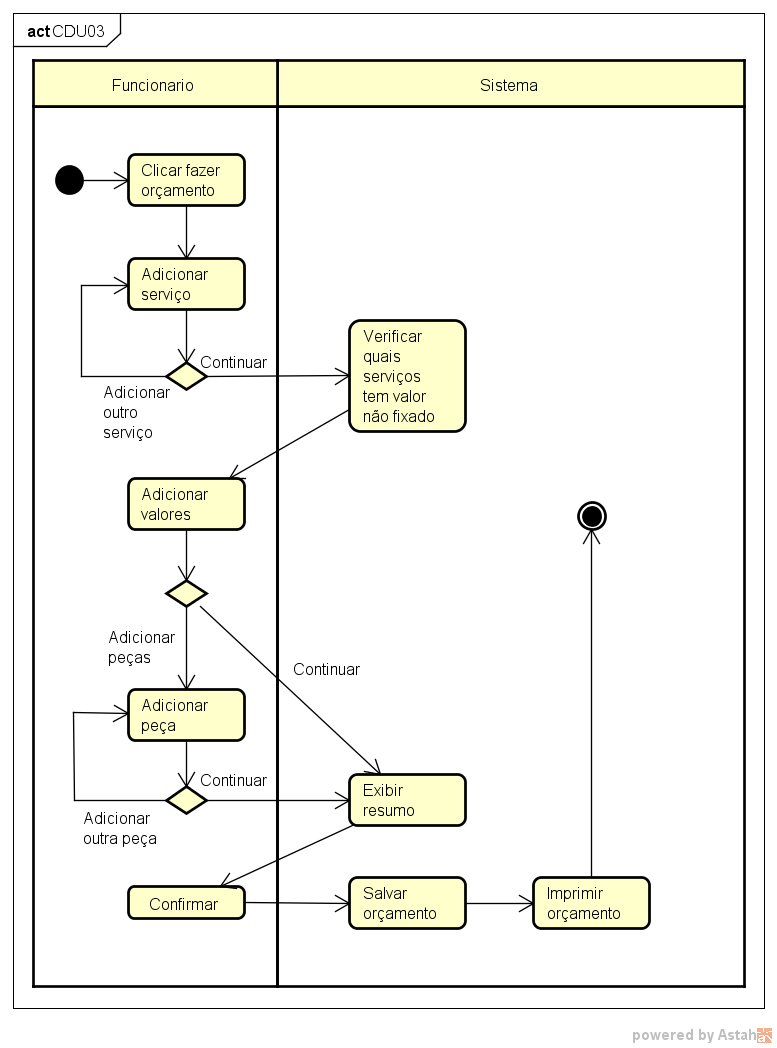 act CDU03
Funcionario
Sistema
Clicar fazer
orçamento
Adicionar
serviço
Continuar
Adicionar
outro
serviço
Verificar
quais
serviços
tem valor
não fixado
Adicionar
valores
Adicionar
peças
Continuar
Adicionar
peça
Continuar
Adicionar
outra peça
Exibir
resumo
Confirmar
Salvar
orçamento
Imprimir
orçamento
powered by Astah